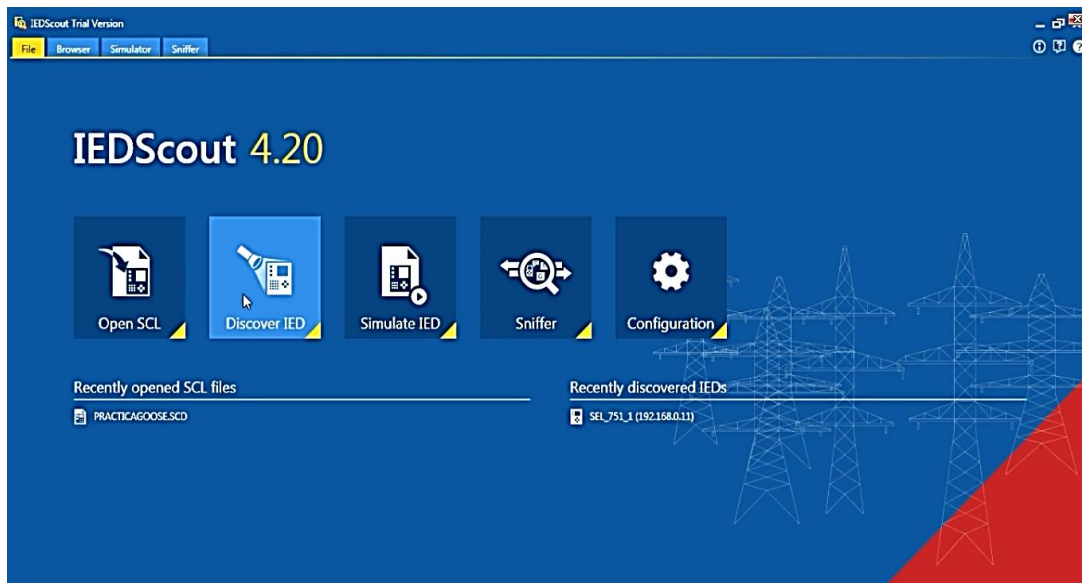 IEDScout Trial Version
File Browser Simulator Sniffer
IEDScout 4.20
Open SCL Discover IED Simulate IED Sniffer Configuration
Recently opened SCL files Recently discovered IEDs
PRACTICAGOOSE.SCD SEL_751_1 (192.168.0.11)